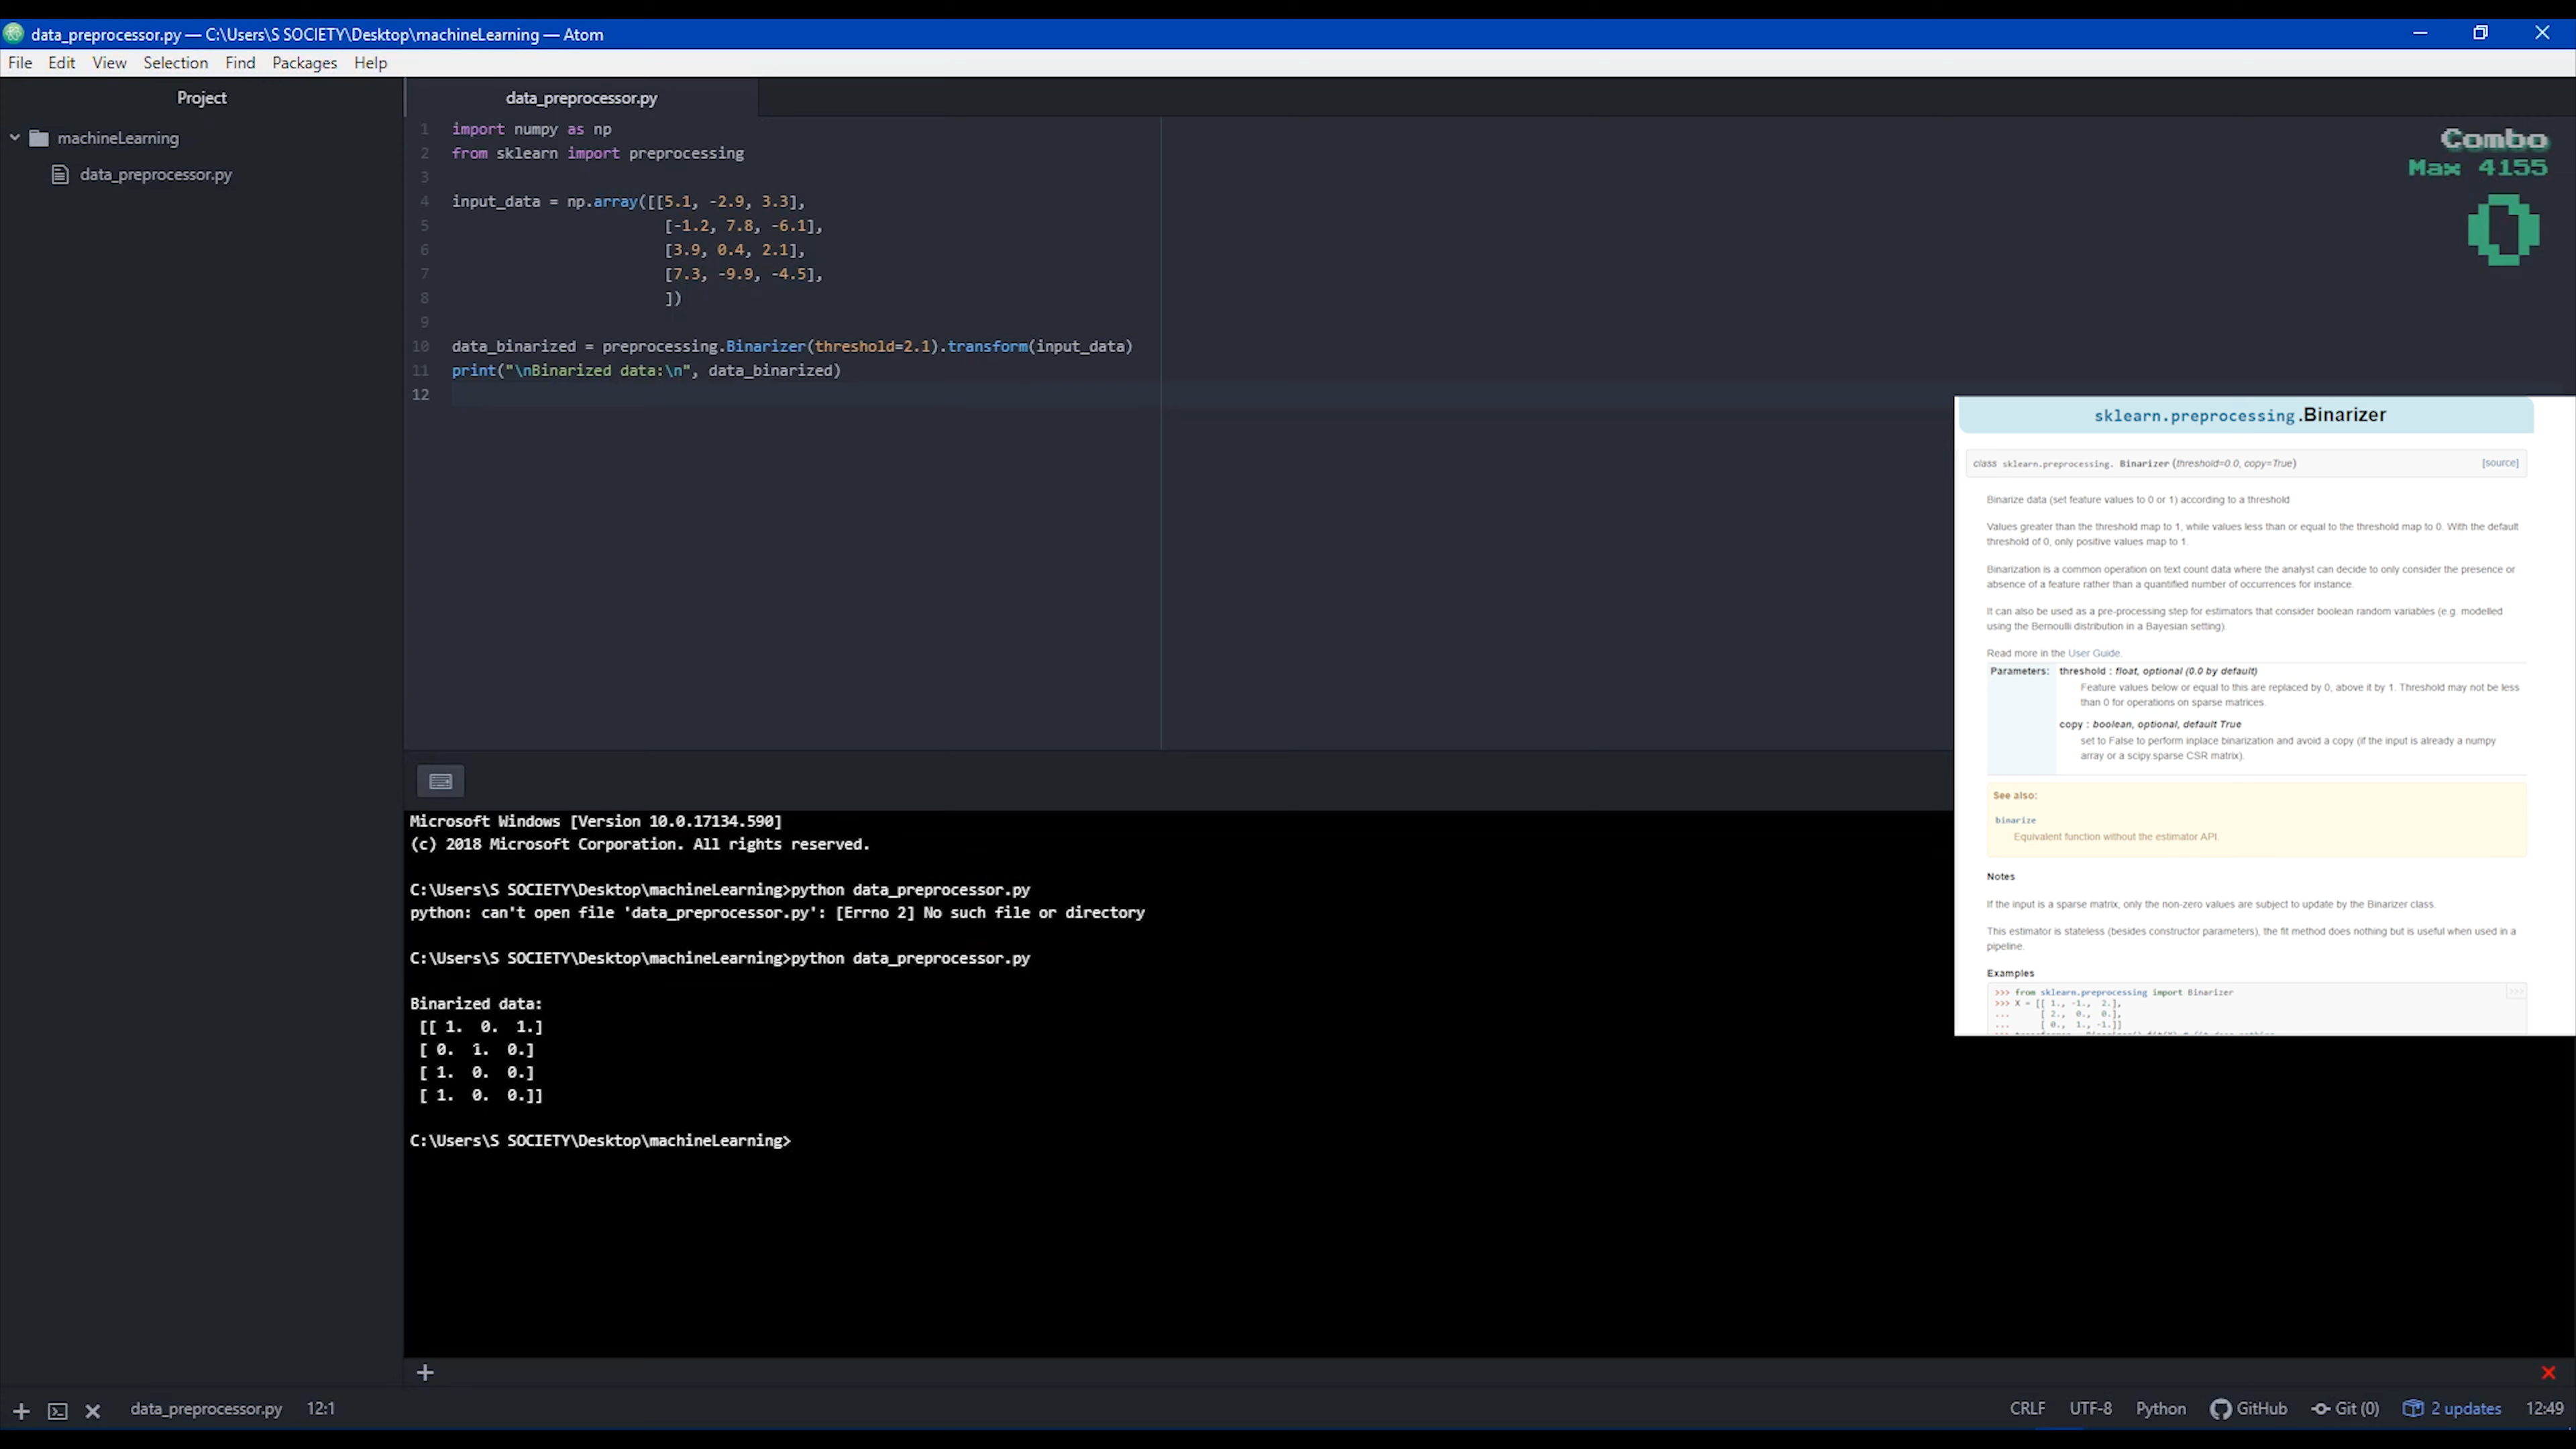 data_preprocessor.py — C:\Users\S SOCIETY\Desktop\machineLearning — Atom
File Edit View Selection Find Packages Help
Project
machineLearning
data_preprocessor.py
data_preprocessor.py
1 import numpy as np
2 from sklearn import preprocessing
3
4 input_data = np.array([[5.1, -2.9, 3.3],
5 [-1.2, 7.8, -6.1],
6 [3.9, 0.4, 2.1],
7 [7.3, -9.9, -4.5],
8 ])
9
10 data_binarized = preprocessing.Binarizer(threshold=2.1).transform(input_data)
11 print("\nBinarized data:\n", data_binarized)
12
Combo
Max 4155
0
sklearn.preprocessing.Binarizer
class sklearn.preprocessing. Binarizer (threshold=0.0, copy=True) [source]
Binarize data (set feature values to 0 or 1) according to a threshold
Values greater than the threshold map to 1, while values less than or equal to the threshold map to 0. With the default
threshold of 0, only positive values map to 1.
Binarization is a common operation on text count data where the analyst can decide to only consider the presence or
absence of a feature rather than a quantified number of occurrences for instance.
It can also be used as a pre-processing step for estimators that consider boolean random variables (e.g. modelled
using the Bernoulli distribution in a Bayesian setting).
Read more in the User Guide.
Parameters: threshold : float, optional (0.0 by default)
Feature values below or equal to this are replaced by 0, above it by 1. Threshold may not be less
than 0 for operations on sparse matrices.
copy : boolean, optional, default True
set to False to perform inplace binarization and avoid a copy (if the input is already a numpy
array or a scipy.sparse CSR matrix).
See also:
binarize
Equivalent function without the estimator API.
Notes
If the input is a sparse matrix, only the non-zero values are subject to update by the Binarizer class.
This estimator is stateless (besides constructor parameters), the fit method does nothing but is useful when used in a
pipeline.
Examples
>>>
>>> from sklearn.preprocessing import Binarizer
>>> X = [[ 1., -1., 2.],
... [ 2., 0., 0.],
... [ 0., 1., -1.]]
Microsoft Windows [Version 10.0.17134.590]
(c) 2018 Microsoft Corporation. All rights reserved.
C:\Users\S SOCIETY\Desktop\machineLearning>python data_preprocessor.py
python: can't open file 'data_preprocessor.py': [Errno 2] No such file or directory
C:\Users\S SOCIETY\Desktop\machineLearning>python data_preprocessor.py
Binarized data:
[[ 1. 0. 1.]
[ 0. 1. 0.]
[ 1. 0. 0.]
[ 1. 0. 0.]]
C:\Users\S SOCIETY\Desktop\machineLearning>
data_preprocessor.py 12:1 CRLF UTF-8 Python GitHub Git (0) 2 updates 12:49